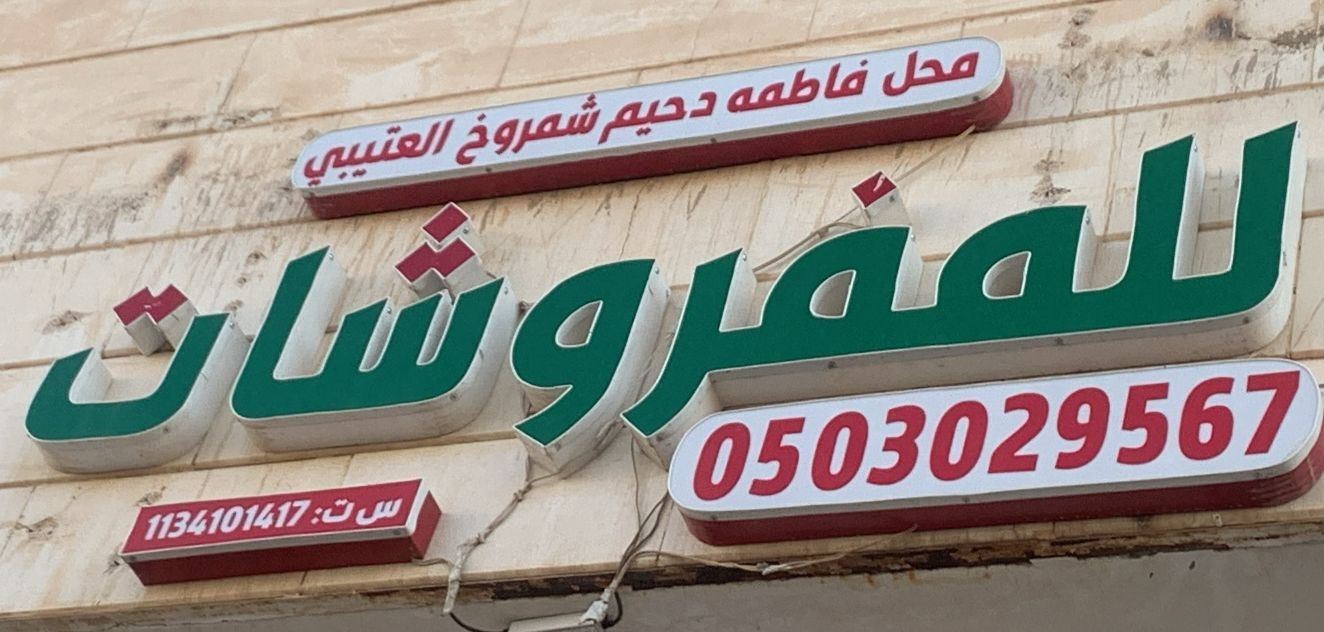 محل فاطمه دحيم شمروخ العتيبي
للمفروشات
0503029567
س ت: 1134101417